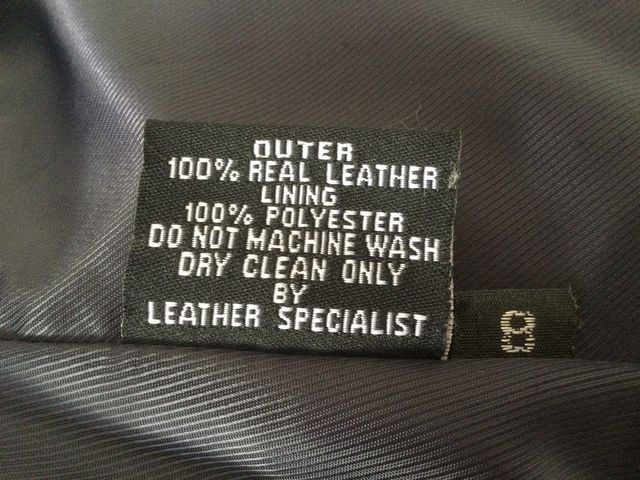 OUTER
100% REAL LEATHER
LINING
100% POLYESTER
DO NOT MACHINE WASH
DRY CLEAN ONLY
BY
LEATHER SPECIALIST
8